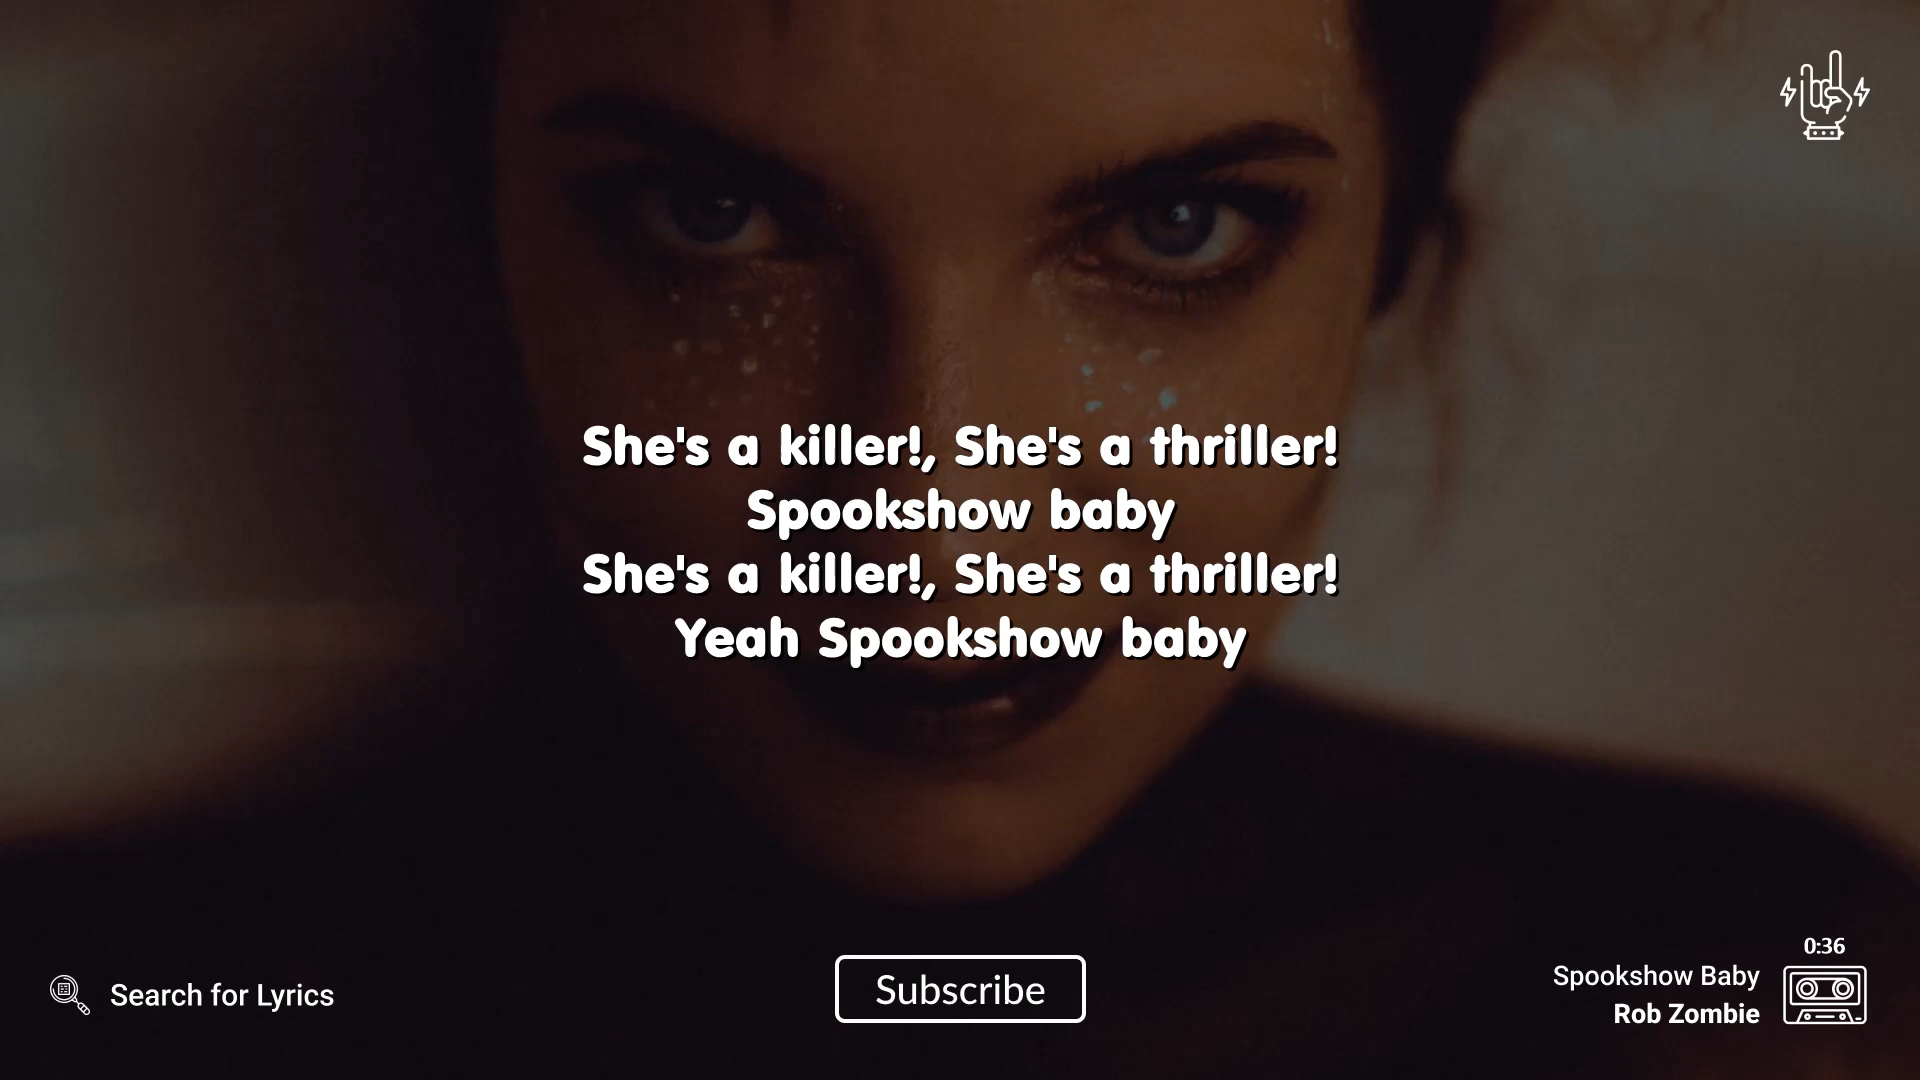 She's a killer!, She's a thriller!
Spookshow baby
She's a killer!, She's a thriller!
Yeah Spookshow baby
Search for Lyrics
Subscribe
0:36
Spookshow Baby
Rob Zombie